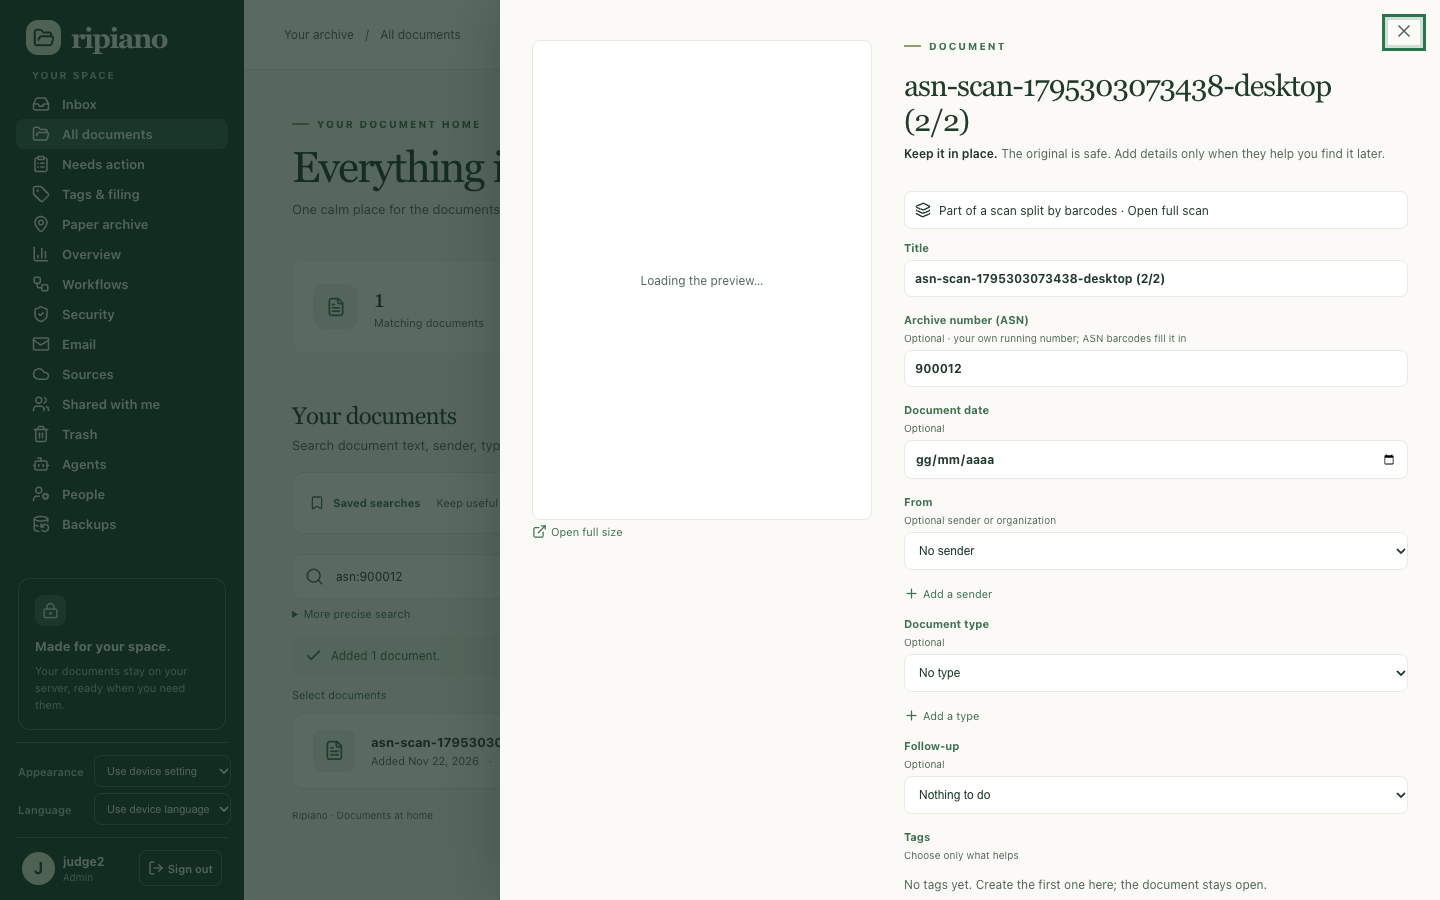 ripiano
YOUR SPACE
Inbox
All documents
Needs action
Tags & filing
Paper archive
Overview
Workflows
Security
Email
Sources
Shared with me
Trash
Agents
People
Backups
Made for your space.
Your documents stay on your
server, ready when you need
them.
Appearance
Use device setting
Language
Use device language
J
judge2
Admin
Sign out
Your archive / All documents
YOUR DOCUMENT HOME
Everything i
One calm place for the documents
1
Matching documents
Your documents
Search document text, sender, typ
Saved searches Keep useful
asn:900012
More precise search
Added 1 document.
Select documents
asn-scan-17953030
Added Nov 22, 2026 ·
Ripiano · Documents at home
Loading the preview...
Open full size
DOCUMENT
asn-scan-1795303073438-desktop
(2/2)
Keep it in place. The original is safe. Add details only when they help you find it later.
Part of a scan split by barcodes · Open full scan
Title
asn-scan-1795303073438-desktop (2/2)
Archive number (ASN)
Optional · your own running number; ASN barcodes fill it in
900012
Document date
Optional
gg/mm/aaaa
From
Optional sender or organization
No sender
Add a sender
Document type
Optional
No type
Add a type
Follow-up
Optional
Nothing to do
Tags
Choose only what helps
No tags yet. Create the first one here; the document stays open.